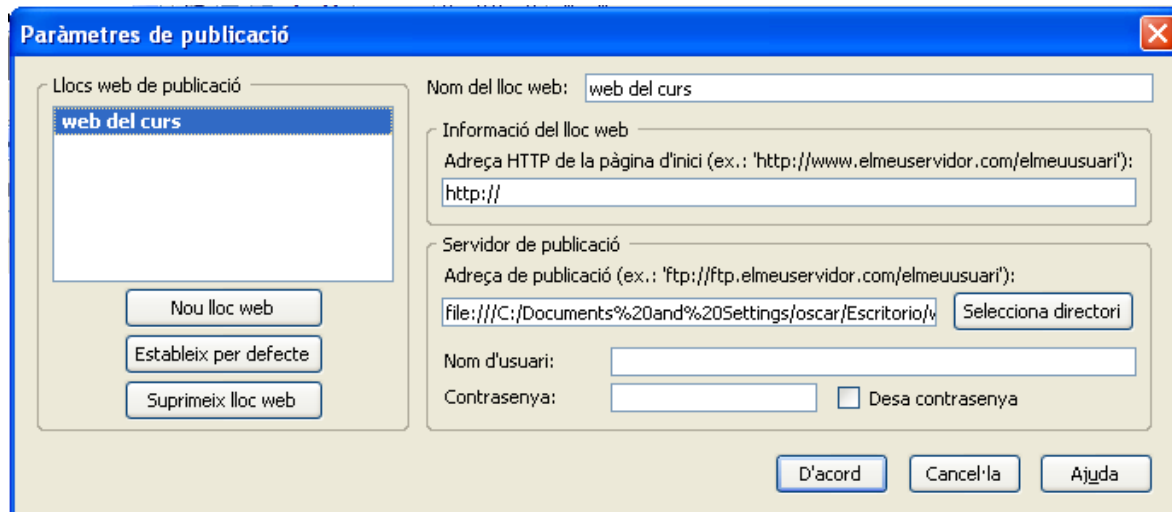 Paràmetres de publicació
Llocs web de publicació
web del curs
Nou lloc web
Estableix per defecte
Suprimeix lloc web
Nom del lloc web: web del curs
Informació del lloc web
Adreça HTTP de la pàgina d'inici (ex.: 'http://www.elmeuservidor.com/elmeuusuari'):
http://
Servidor de publicació
Adreça de publicació (ex.: 'ftp://ftp.elmeuservidor.com/elmeuusuari'):
file:///C:/Documents%20and%20Settings/oscar/Escritorio/ Selecciona directori
Nom d'usuari:
Contrasenya: Desa contrasenya
D'acord Cancel·la Ajuda